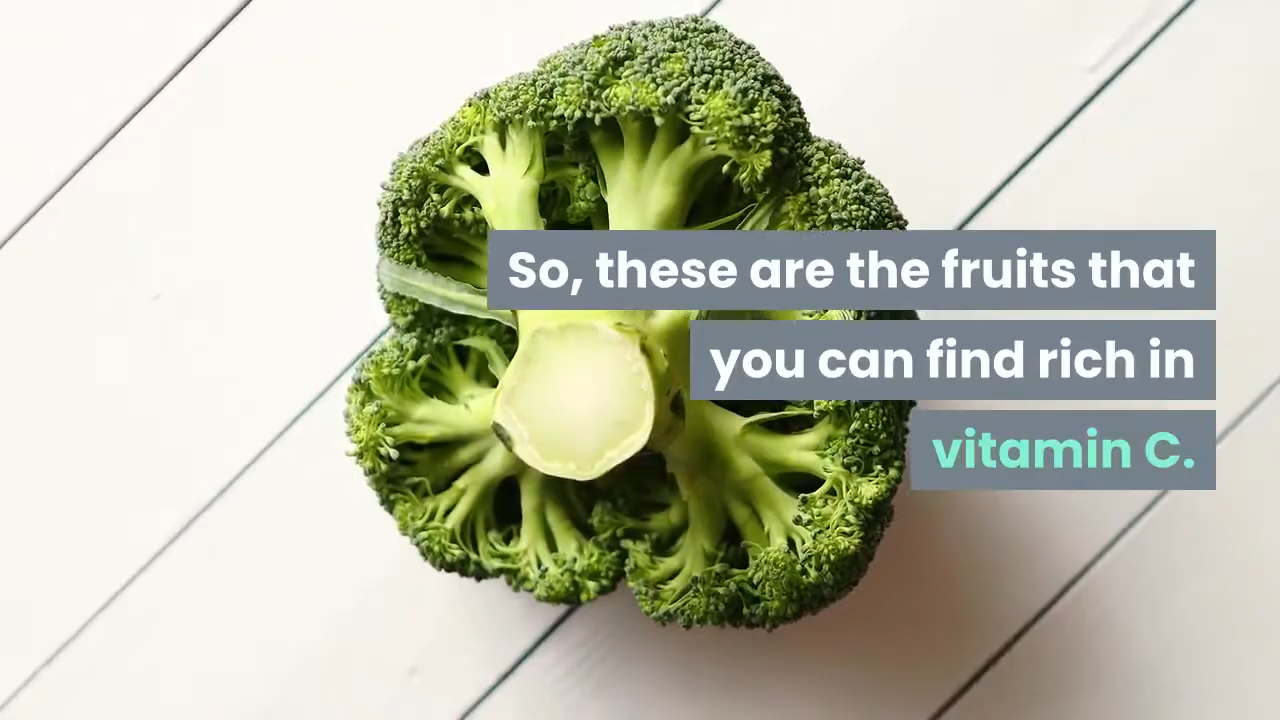 So, these are the fruits that
you can find rich in
vitamin C.